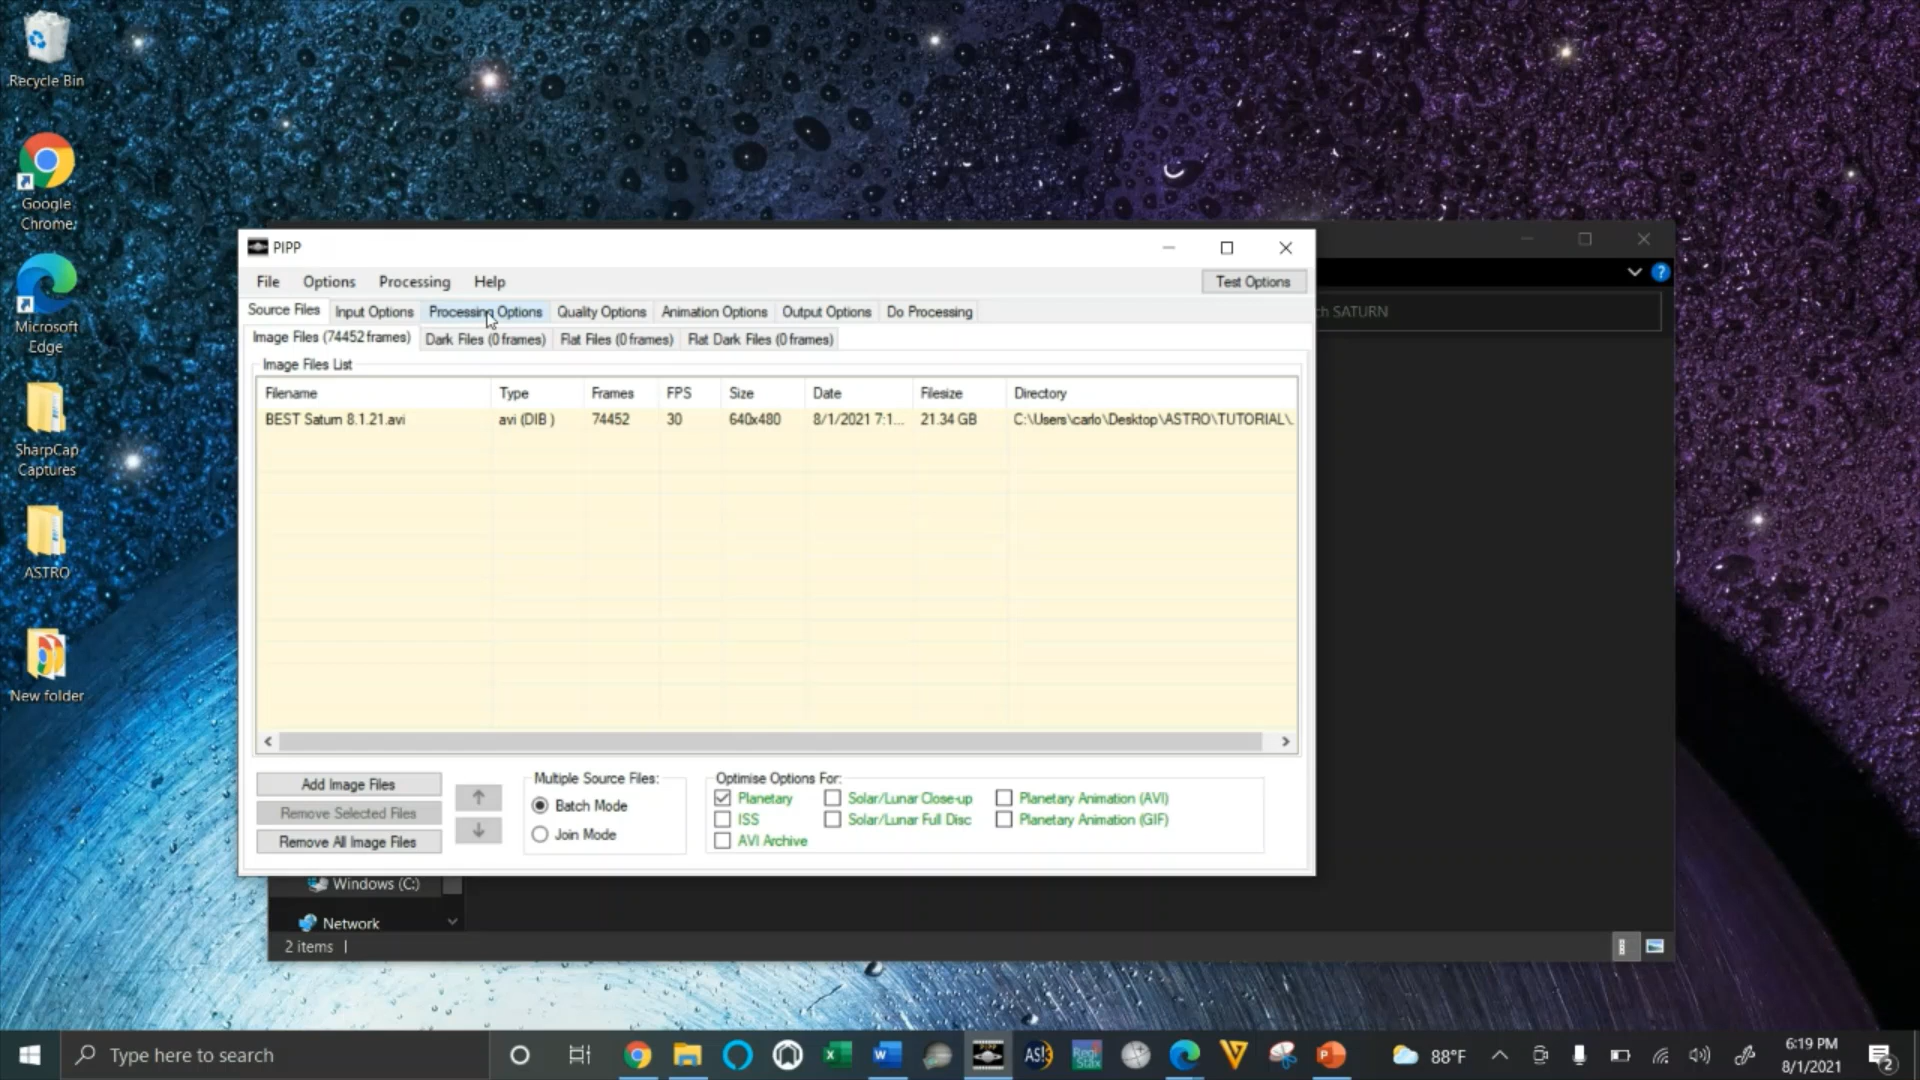 Recycle Bin
Google
Chrome
Microsoft
Edge
SharpCap
Captures
ASTRO
New folder
PIPP
File Options Processing Help Test Options
Source Files Input Options Processing Options Quality Options Animation Options Output Options Do Processing
Image Files (74452 frames) Dark Files (0 frames) Flat Files (0 frames) Flat Dark Files (0 frames)
Image Files List
Filename Type Frames FPS Size Date Filesize Directory
BEST Saturn 8.1.21.avi avi (DIB ) 74452 30 640x480 8/1/2021 7:1... 21.34 GB C:\Users\carlo\Desktop\ASTRO\TUTORIAL\.
Add Image Files
Remove Selected Files
Remove All Image Files
Multiple Source Files:
Batch Mode
Join Mode
Optimise Options For:
Planetary Solar/Lunar Close-up Planetary Animation (AVI)
ISS Solar/Lunar Full Disc Planetary Animation (GIF)
AVI Archive
ch SATURN
Windows (C:)
Network
2 items
Type here to search
AS!3
Regi
Stax
88°F
6:19 PM
8/1/2021
2